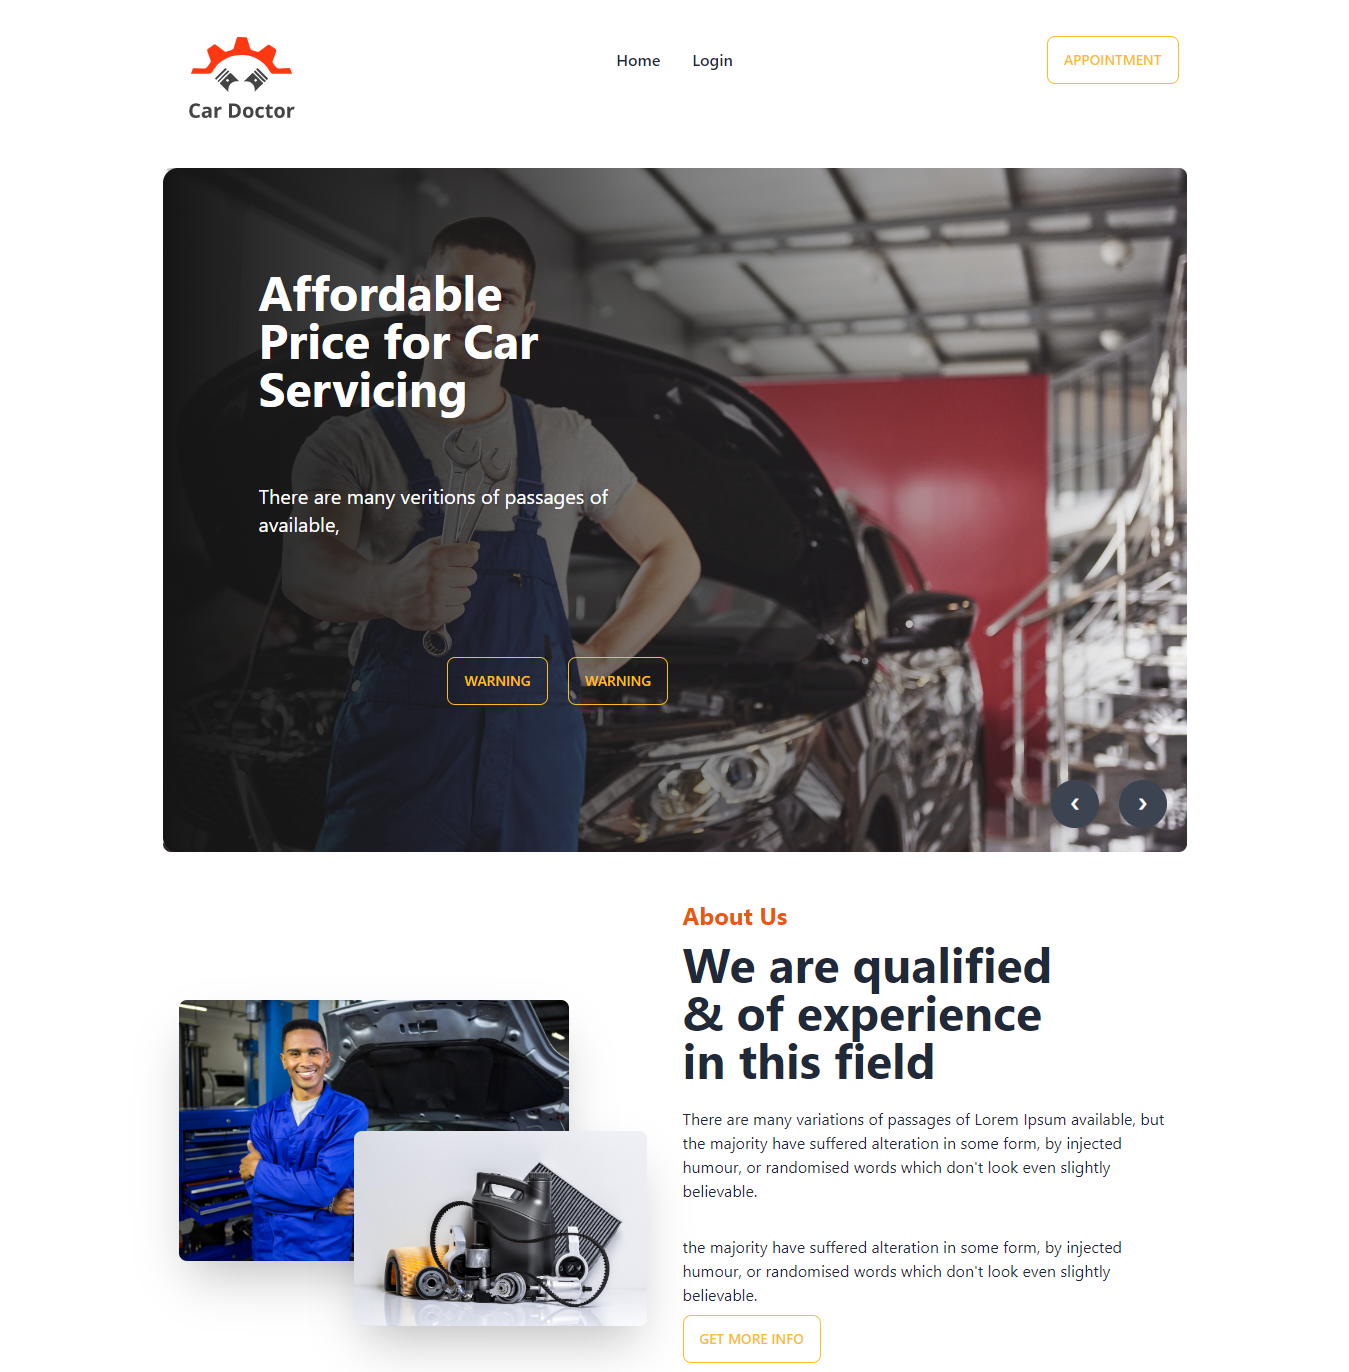 Car Doctor
Home
Login
APPOINTMENT
Affordable
Price for Car
Servicing
There are many veritions of passages of
available,
WARNING
WARNING
❮
❯
About Us
We are qualified
& of experience
in this field
There are many variations of passages of Lorem Ipsum available, but
the majority have suffered alteration in some form, by injected
humour, or randomised words which don't look even slightly
believable.
the majority have suffered alteration in some form, by injected
humour, or randomised words which don't look even slightly
believable.
GET MORE INFO